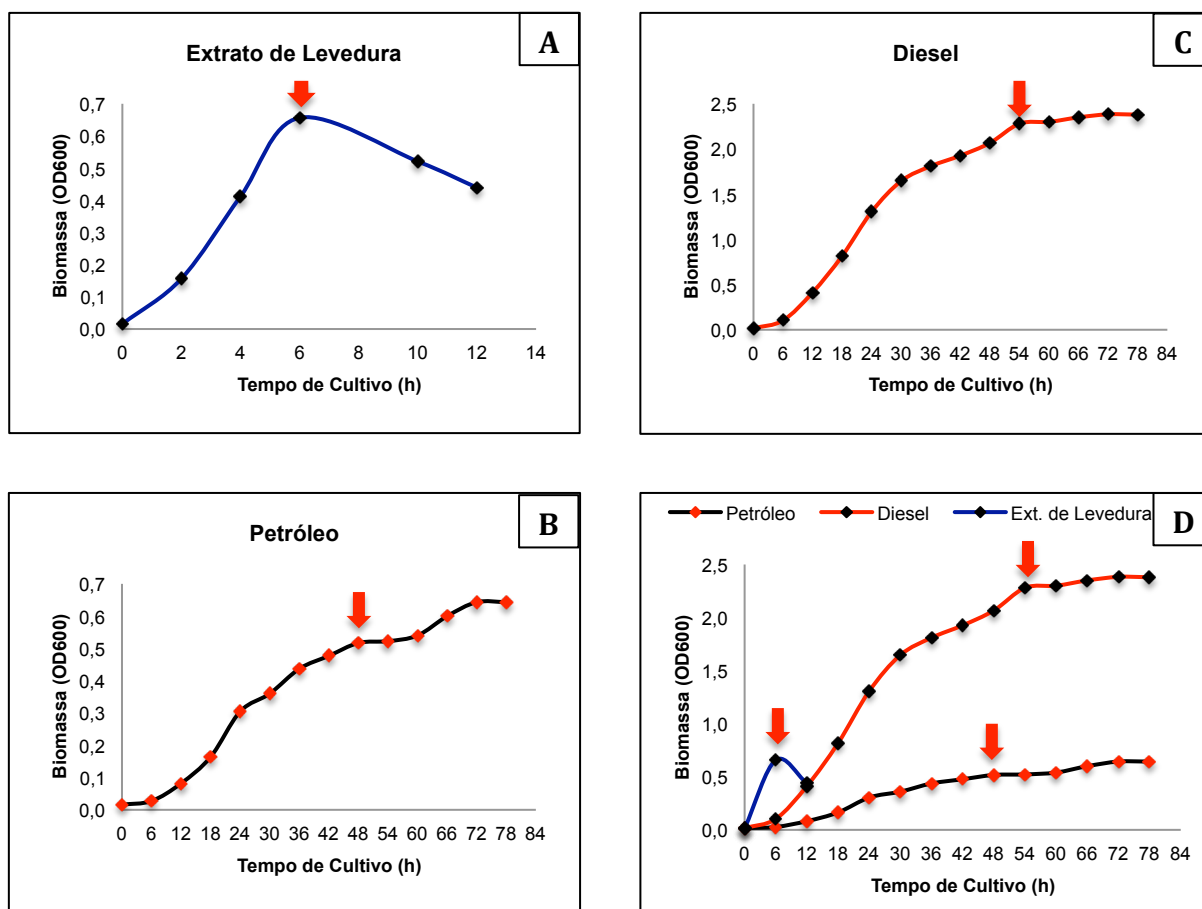 A
Extrato de Levedura
Biomassa (OD600)
0,7
0,6
0,5
0,4
0,3
0,2
0,1
0,0
0 2 4 6 8 10 12 14
Tempo de Cultivo (h)
C
Diesel
Biomassa (OD600)
2,5
2,0
1,5
1,0
0,5
0,0
0 6 12 18 24 30 36 42 48 54 60 66 72 78 84
Tempo de Cultivo (h)
B
Petróleo
Biomassa (OD600)
0,7
0,6
0,5
0,4
0,3
0,2
0,1
0,0
0 6 12 18 24 30 36 42 48 54 60 66 72 78 84
Tempo de Cultivo (h)
D
Petróleo Diesel Ext. de Levedura
Biomassa (OD600)
2,5
2,0
1,5
1,0
0,5
0,0
0 6 12 18 24 30 36 42 48 54 60 66 72 78 84
Tempo de Cultivo (h)